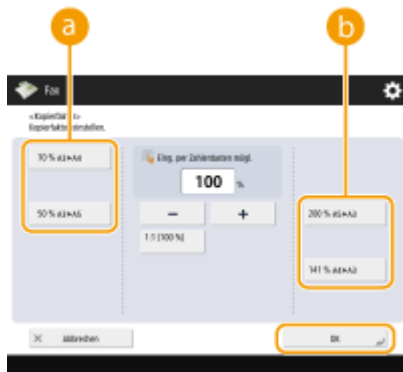 a
b
Fax
<Kopierfaktor>
Kopierfaktor einstellen.
70 % A3▸A4
Eing. per Zahlentasten mögl.
100 %
50 % A3▸A5
−
+
200 % A5▸A3
1:1 (100 %)
141 % A4▸A3
× Abbrechen
OK